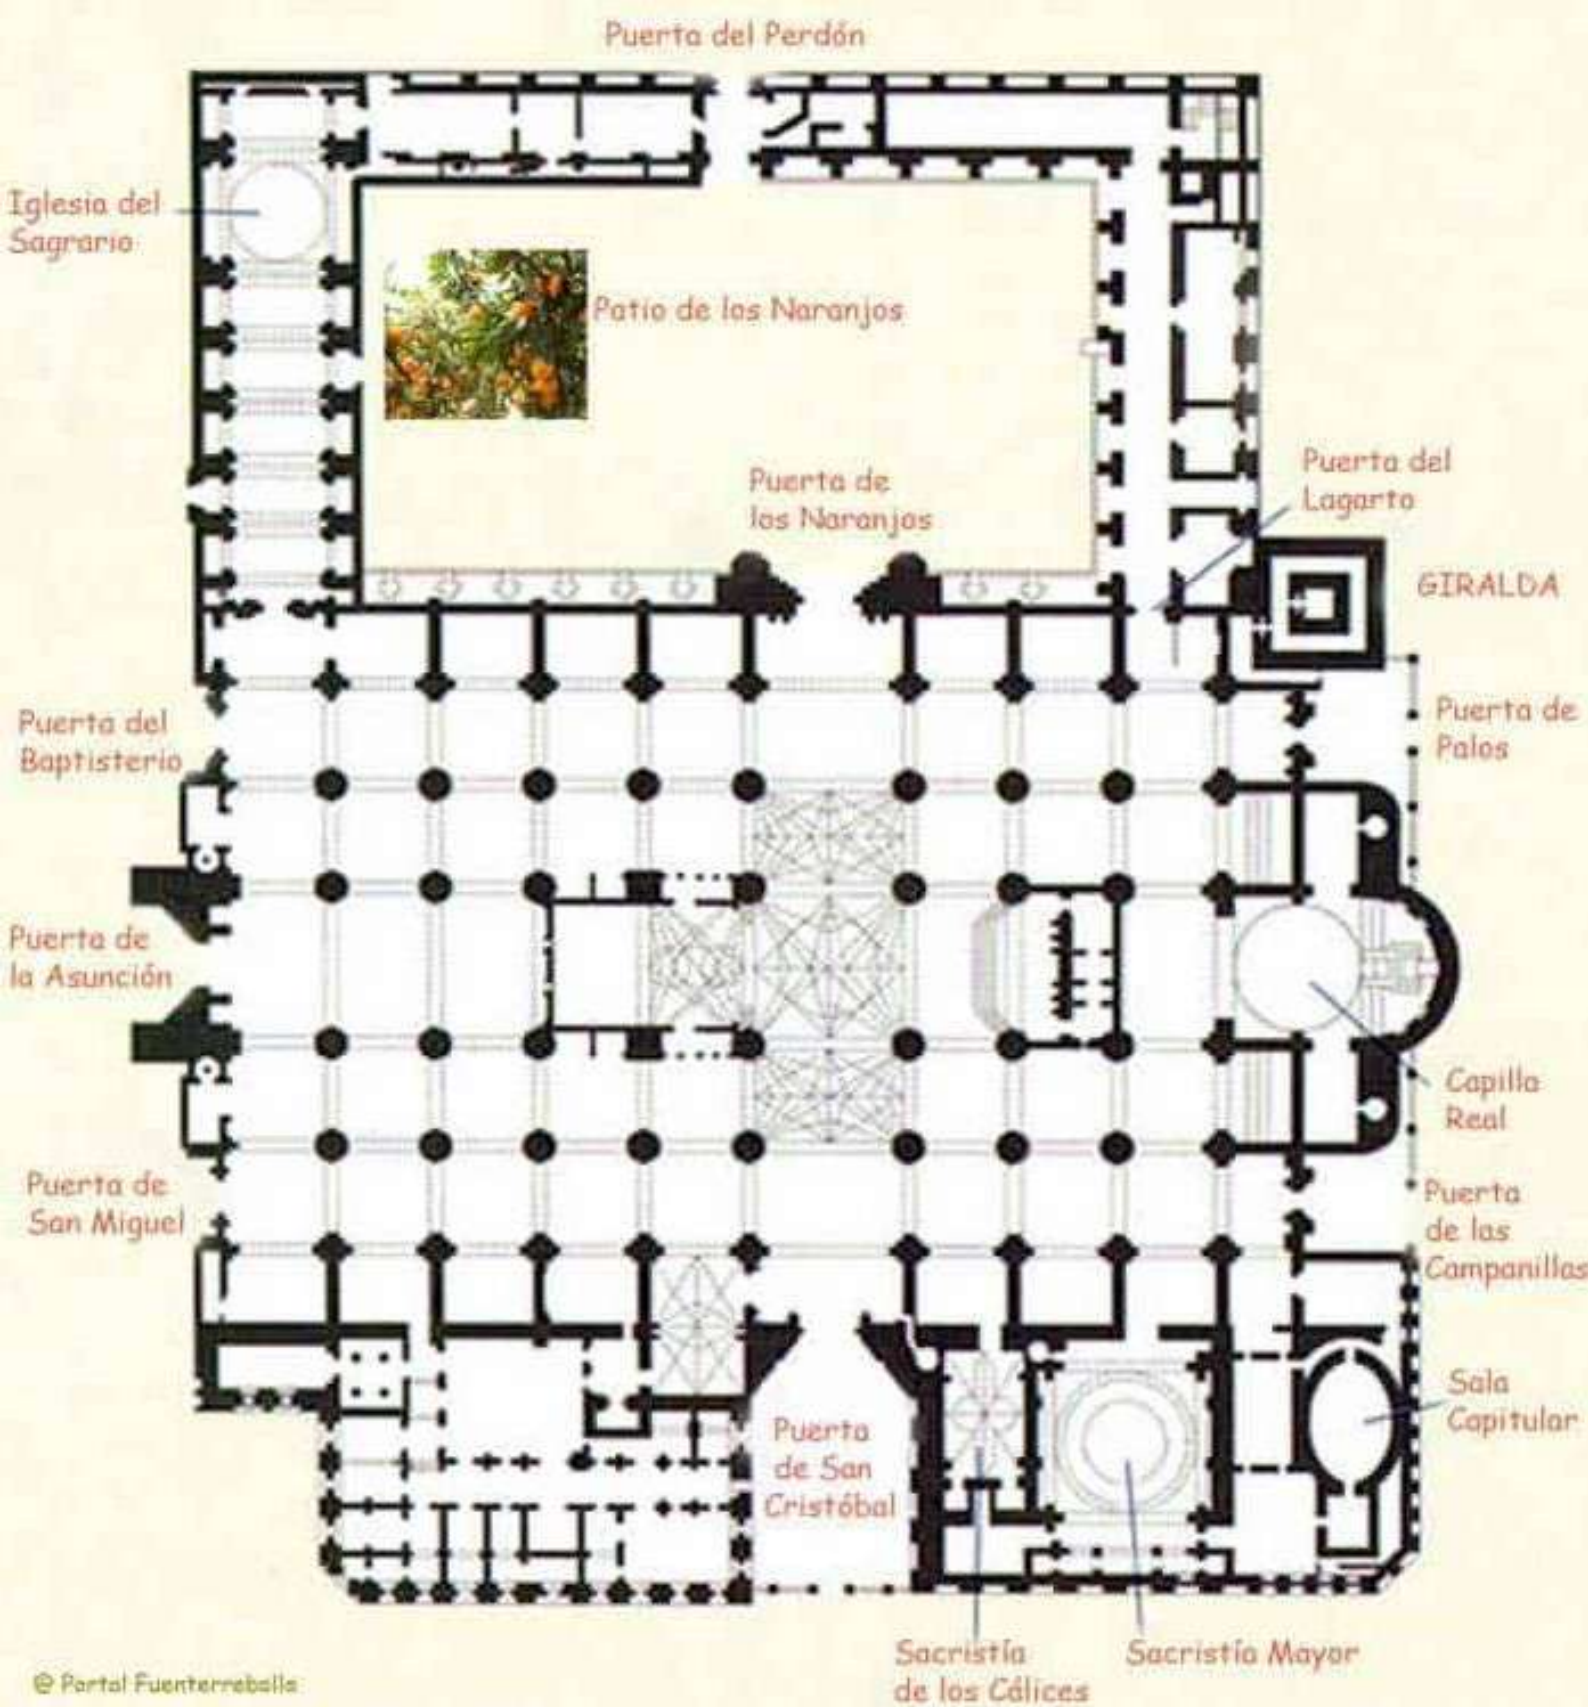 Puerta del Perdón
Iglesia del
Sagrario
Patio de los Naranjos
Puerta de
los Naranjos
Puerta del
Lagarto
GIRALDA
Puerta del
Baptisterio
Puerta de
Palos
Puerta de
la Asunción
Capilla
Real
Puerta de
San Miguel
Puerta
de las
Campanillas
Sala
Capitular
Puerta
de San
Cristóbal
Sacristía
de los Cálices
Sacristía Mayor
@ Portal Fuenterrebollo